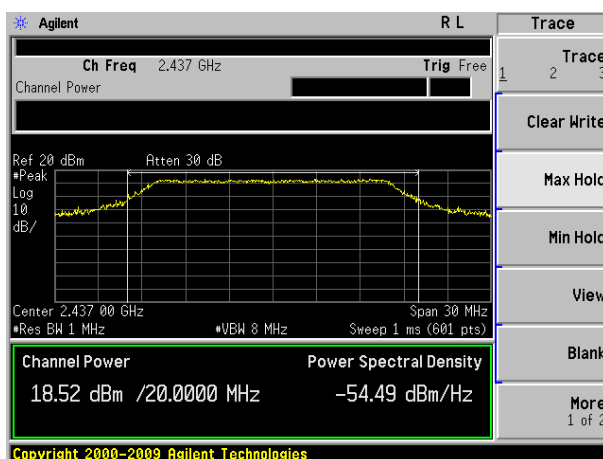 Agilent R L Trace
Ch Freq 2.437 GHz Trig Free
Channel Power
Trace
1 2 3
Clear Write
Ref 20 dBm Atten 30 dB
#Peak
Log
10
dB/
Max Hold
Min Hold
View
Center 2.437 00 GHz Span 30 MHz
#Res BW 1 MHz #VBW 8 MHz Sweep 1 ms (601 pts)
Channel Power Power Spectral Density
18.52 dBm /20.0000 MHz -54.49 dBm/Hz
Blank
More
1 of 2
Copyright 2000-2009 Agilent Technologies